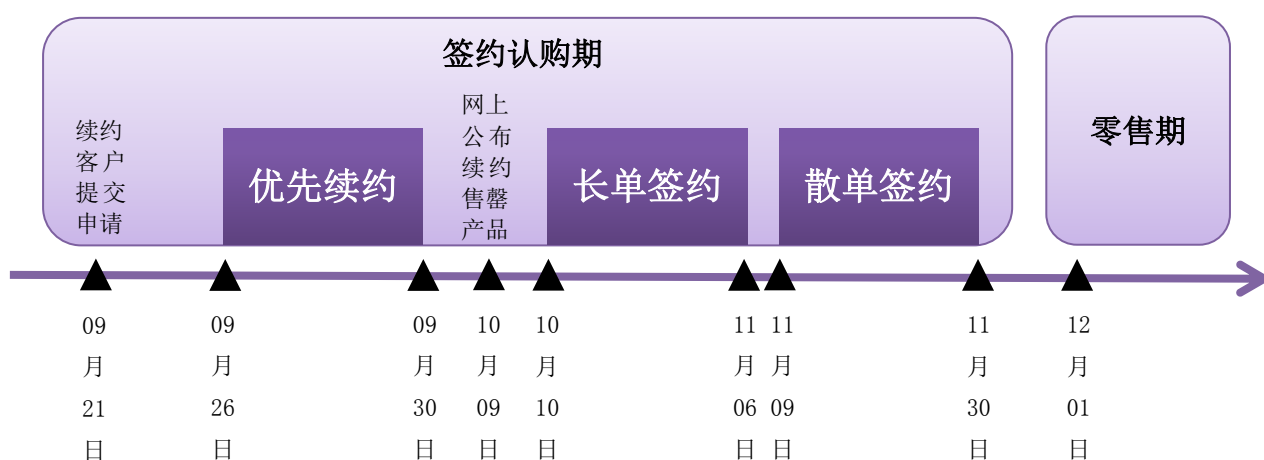 签约认购期
续约
客户
提交
申请
优先续约
网上
公布
续约
售罄
产品
长单签约
散单签约
零售期
09
月
21
日
09
月
26
日
09
月
30
日
10
月
09
日
10
月
10
日
11
月
06
日
11
月
09
日
11
月
30
日
12
月
01
日